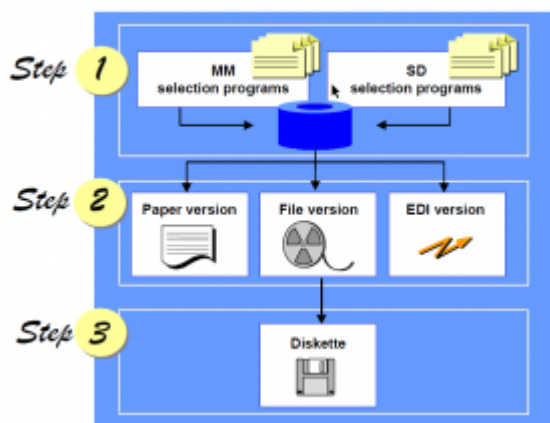 Step 1
MM
selection programs
SD
selection programs
Step 2
Paper version
File version
EDI version
Step 3
Diskette